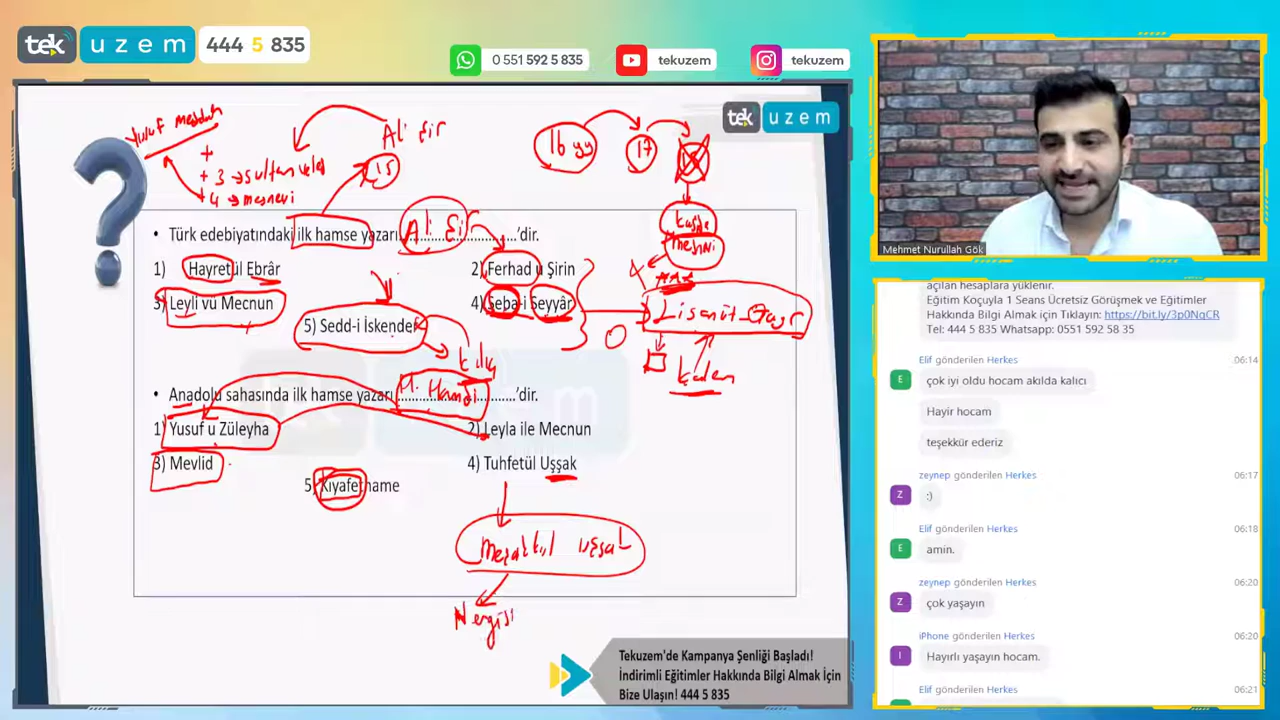 tek uzem 444 5 835
0 551 592 5 835 tekuzem tekuzem
tek uzem
Yusuf meddah
+
+ 3 → sultan veled
+ 4 → mesnevi
Ali Şir
15
16 yy 17
• Türk edebiyatındaki ilk hamse yazarı Ali Şi...................'dir.
1) Hayretül Ebrâr
2) Ferhad u Şirin
3) Leyli vu Mecnun
4) Seba-i Seyyâr
5) Sedd-i İskender
Lisanüt Tayr
• Anadolu sahasında ilk hamse yazarı H. Hamdi............'dir.
1) Yusuf u Züleyha
2) Leyla ile Mecnun
3) Mevlid
4) Tuhfetül Uşşak
5) Kıyafetname
uşşak
Nergisi
Tekuzem'de Kampanya Şenliği Başladı!
İndirimli Eğitimler Hakkında Bilgi Almak İçin
Bize Ulaşın! 444 5 835
Mehmet Nurullah Gök
açılan hesaplara yüklenir.
Eğitim Koçuyla 1 Seans Ücretsiz Görüşmek ve Eğitimler
Hakkında Bilgi Almak için Tıklayın: https://bit.ly/3p0NqCR
Tel: 444 5 835 Whatsapp: 0551 592 58 35
Elif gönderilen Herkes 06:14
E çok iyi oldu hocam akılda kalıcı
Hayir hocam
teşekkür ederiz
zeynep gönderilen Herkes 06:17
Z :)
Elif gönderilen Herkes 06:18
E amin.
zeynep gönderilen Herkes 06:20
Z çok yaşayın
iPhone gönderilen Herkes 06:20
I Hayırlı yaşayın hocam.
Elif gönderilen Herkes 06:21